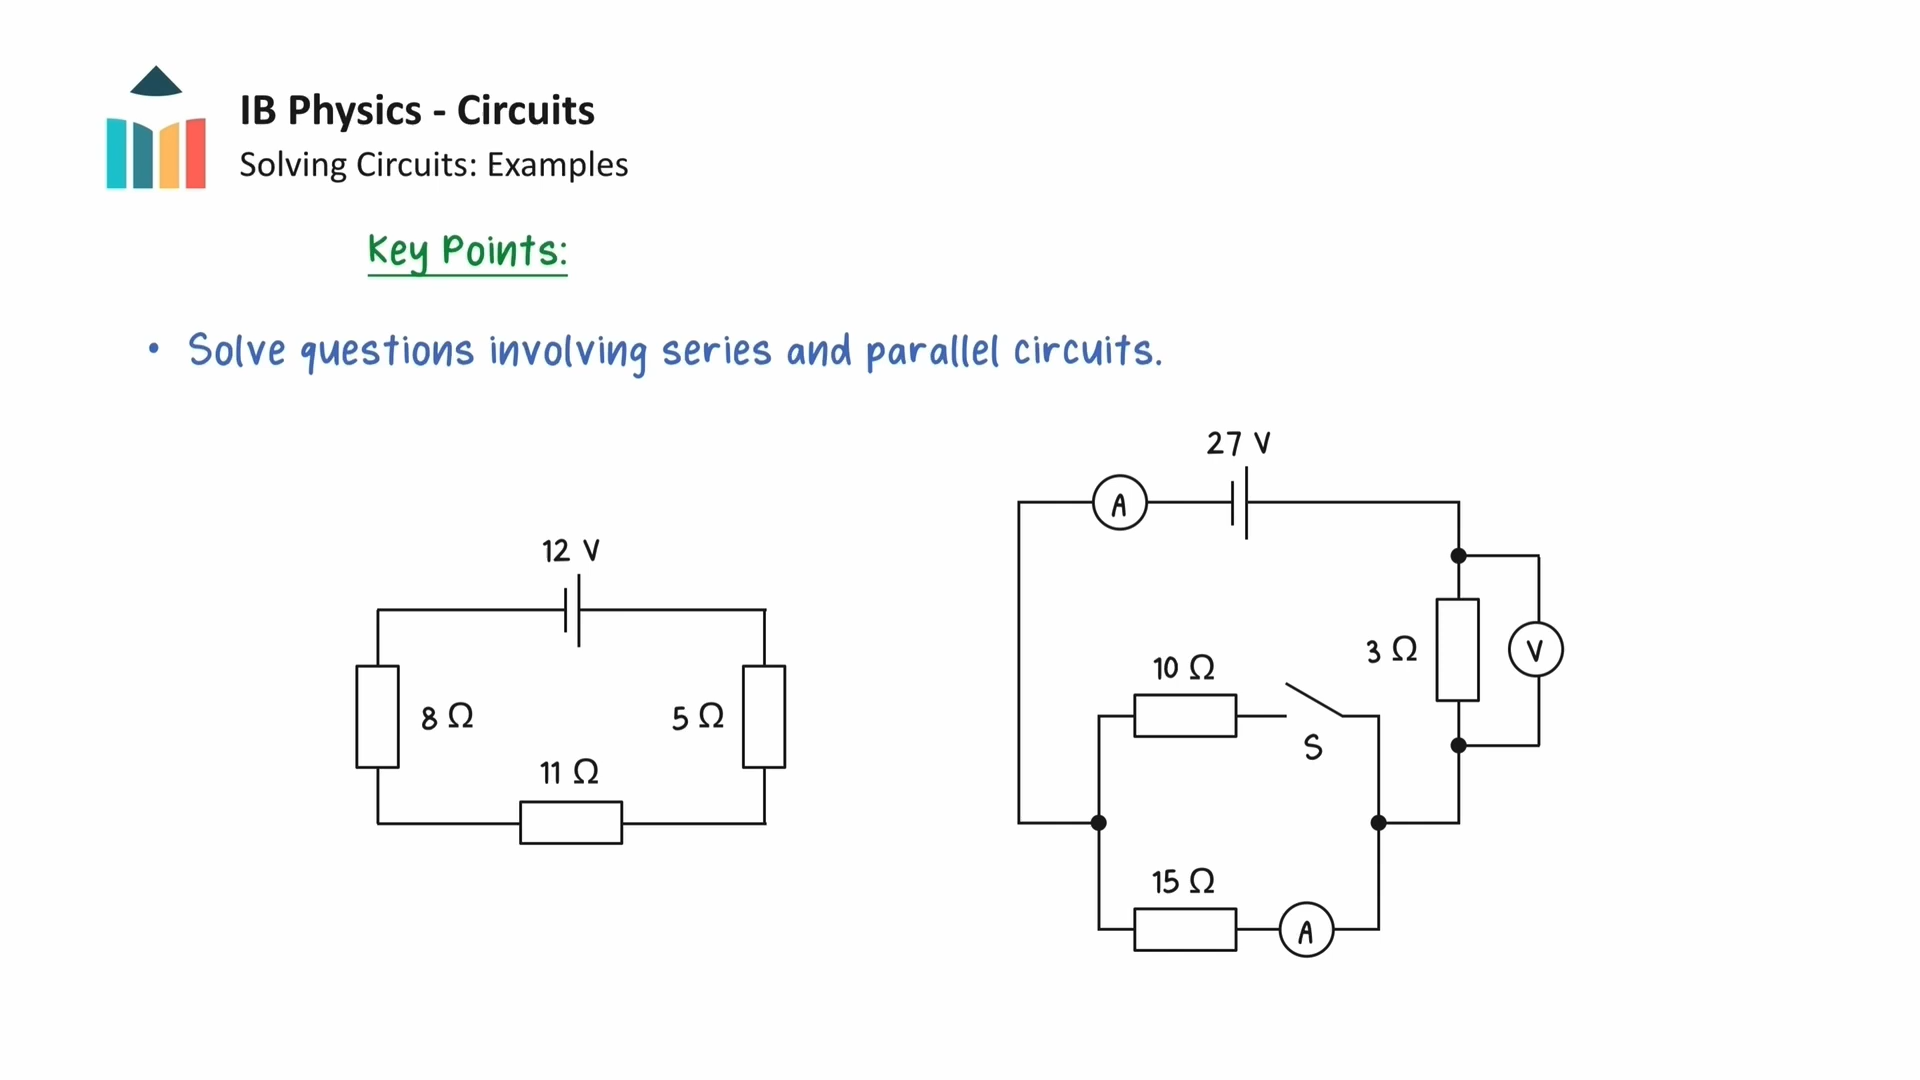 IB Physics - Circuits
Solving Circuits: Examples
Key Points:
• Solve questions involving series and parallel circuits.
12 V
8 Ω
5 Ω
11 Ω
27 V
A
3 Ω
V
10 Ω
S
15 Ω
A